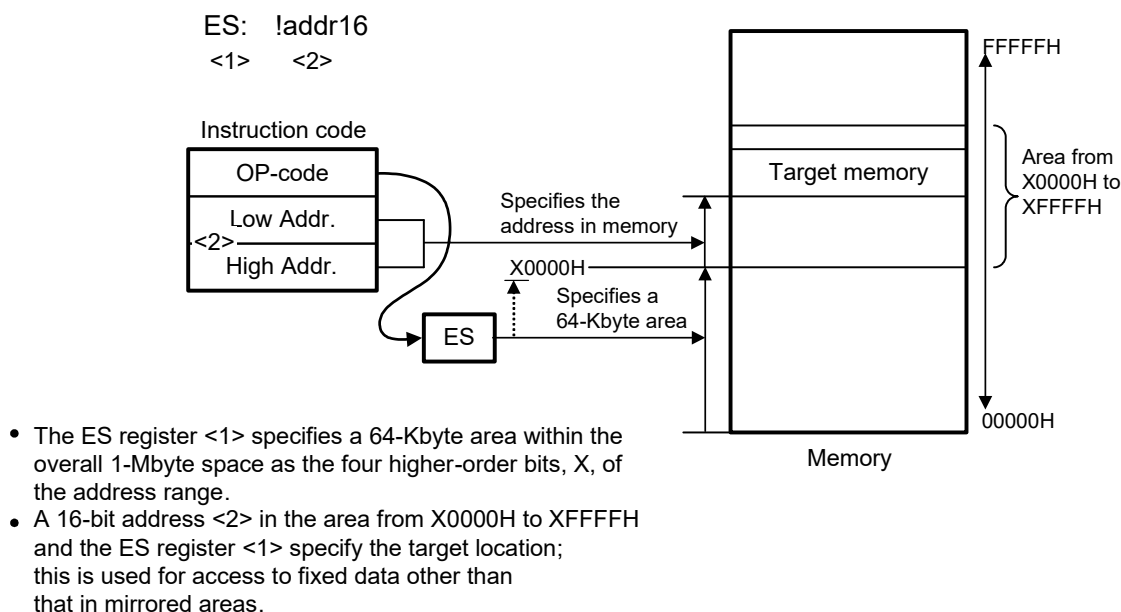 ES: !addr16
<1> <2>
Instruction code
OP-code
Low Addr.
<2>
High Addr.
ES
Specifies the
address in memory
X0000H
Specifies a
64-Kbyte area
FFFFFH
Target memory
Area from
X0000H to
XFFFFH
00000H
Memory
• The ES register <1> specifies a 64-Kbyte area within the
overall 1-Mbyte space as the four higher-order bits, X, of
the address range.
• A 16-bit address <2> in the area from X0000H to XFFFFH
and the ES register <1> specify the target location;
this is used for access to fixed data other than
that in mirrored areas.